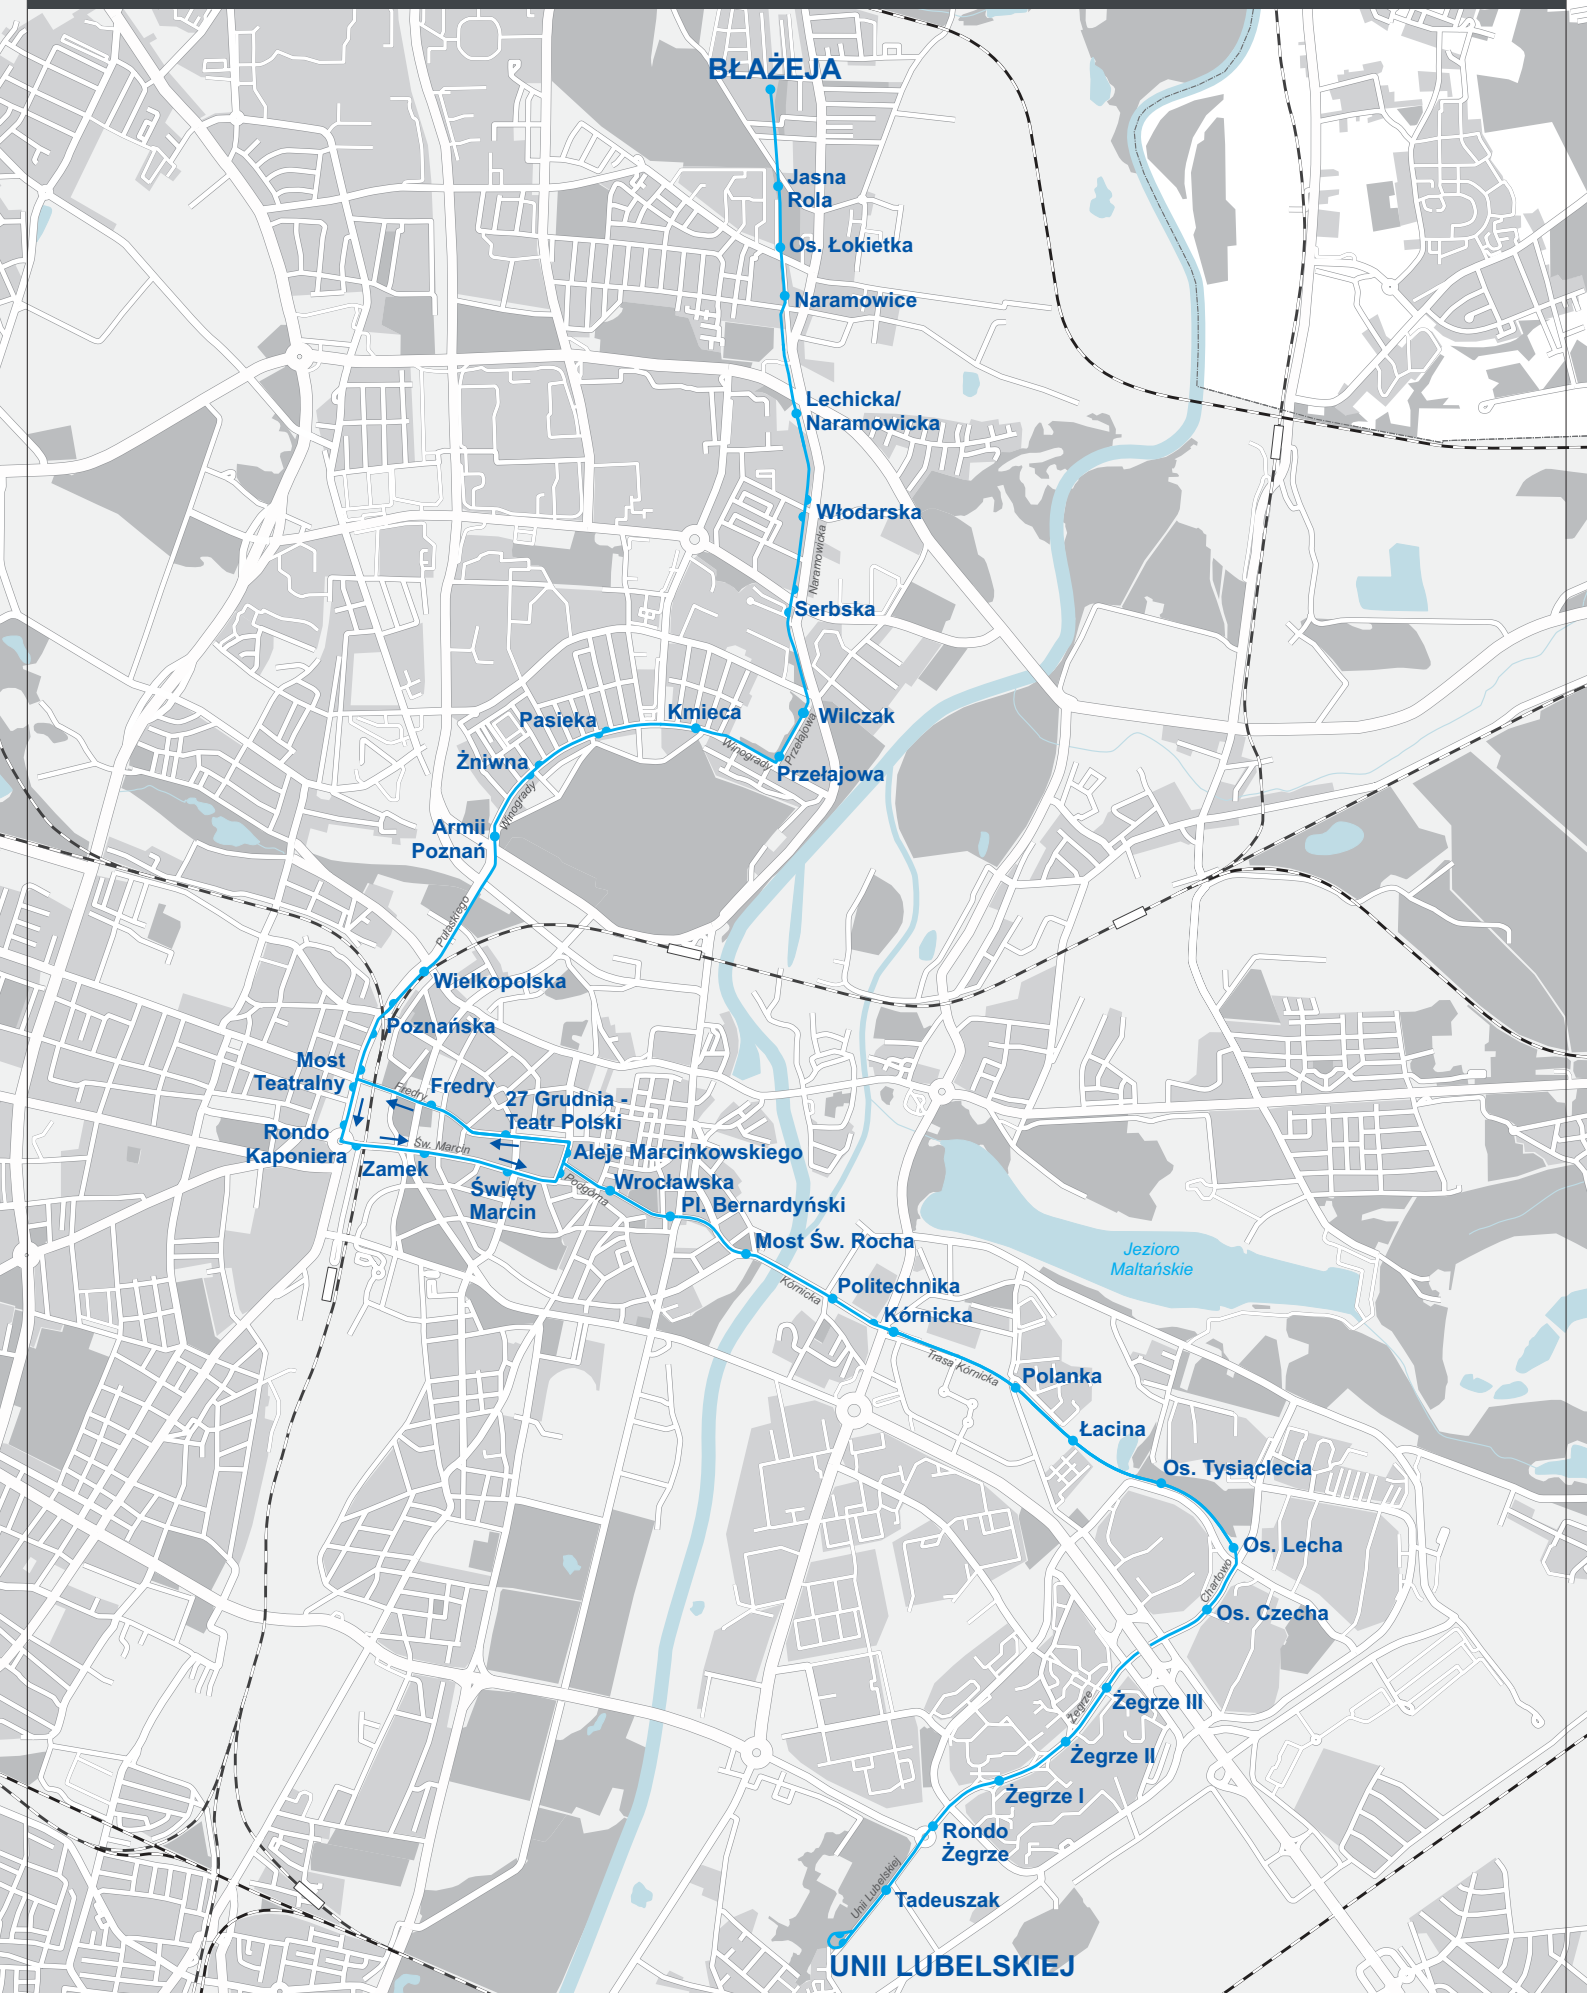 BŁAŻEJA
Jasna
Rola
Os. Łokietka
Naramowice
Lechicka/
Naramowicka
Włodarska
Naramowicka
Serbska
Wilczak
Przełajowa
Przełajowa
Winogrady
Kmieca
Pasieka
Żniwna
Winogrady
Armii
Poznań
Pułaskiego
Wielkopolska
Poznańska
Most
Teatralny
Fredry
Fredry
27 Grudnia -
Teatr Polski
Rondo
Kaponiera
Św. Marcin
Zamek
Święty
Marcin
Aleje Marcinkowskiego
Podgórna
Wrocławska
Pl. Bernardyński
Most Św. Rocha
Jezioro
Maltańskie
Kórnicka
Politechnika
Kórnicka
Trasa Kórnicka
Polanka
Łacina
Os. Tysiąclecia
Os. Lecha
Chartowo
Os. Czecha
Żegrze
Żegrze III
Żegrze II
Żegrze I
Rondo
Żegrze
Unii Lubelskiej
Tadeuszak
UNII LUBELSKIEJ